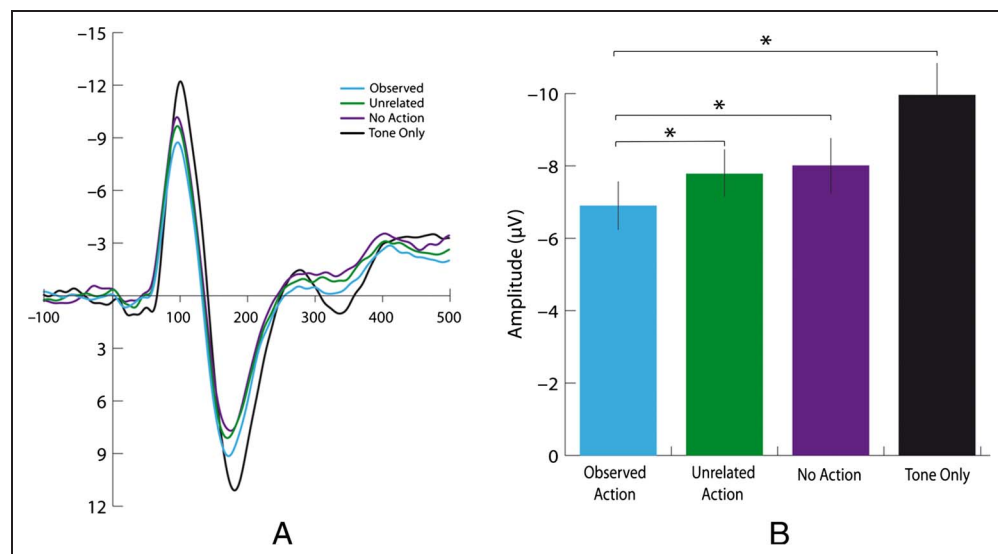 −15
−12
−9
−6
−3
3
6
9
12
−100
100
200
300
400
500
Observed
Unrelated
No Action
Tone Only
A
*
*
*
Amplitude (µV)
−10
−8
−6
−4
−2
0
Observed
Action
Unrelated
Action
No Action
Tone Only
B